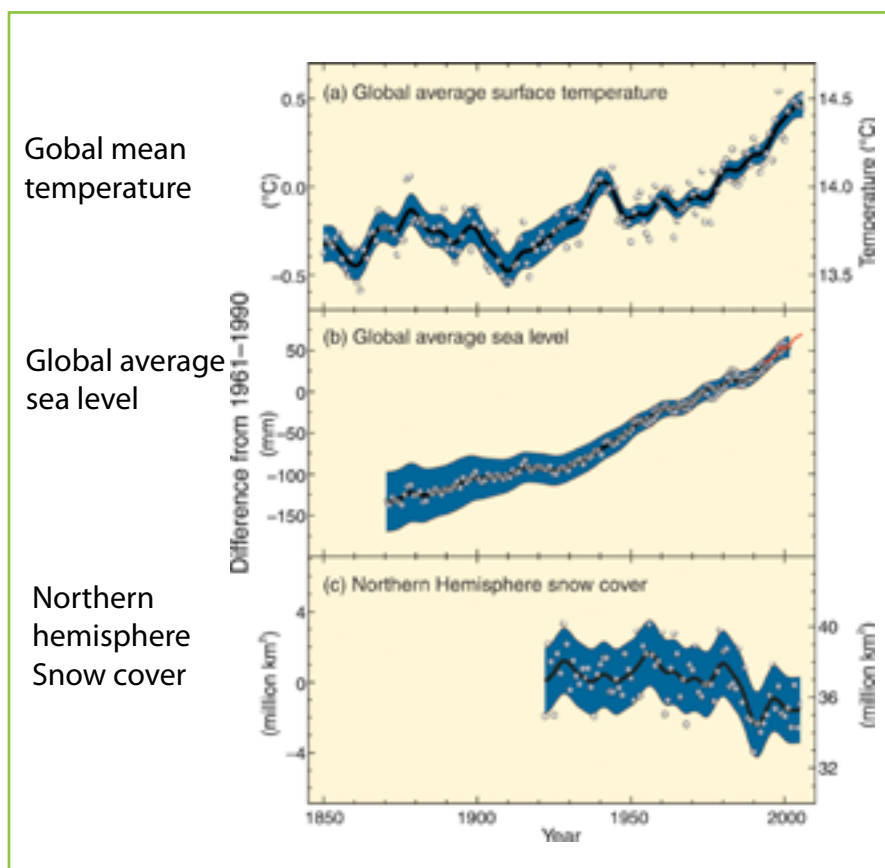 Gobal mean
temperature
Global average
sea level
Northern
hemisphere
Snow cover
Difference from 1961–1990
(a) Global average surface temperature
0.5
0.0
−0.5
(°C)
14.5
14.0
13.5
Temperature (°C)
(b) Global average sea level
50
0
−50
−100
−150
(mm)
(c) Northern Hemisphere snow cover
4
0
−4
(million km²)
40
36
32
(million km²)
1850
1900
1950
2000
Year